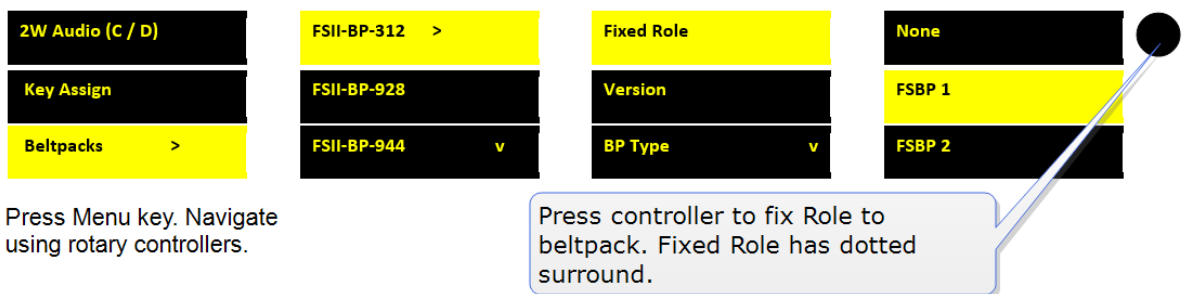 2W Audio (C / D)
FSII-BP-312 >
Fixed Role
None
Key Assign
FSII-BP-928
Version
FSBP 1
Beltpacks >
FSII-BP-944 v
BP Type v
FSBP 2
Press Menu key. Navigate
using rotary controllers.
Press controller to fix Role to
beltpack. Fixed Role has dotted
surround.